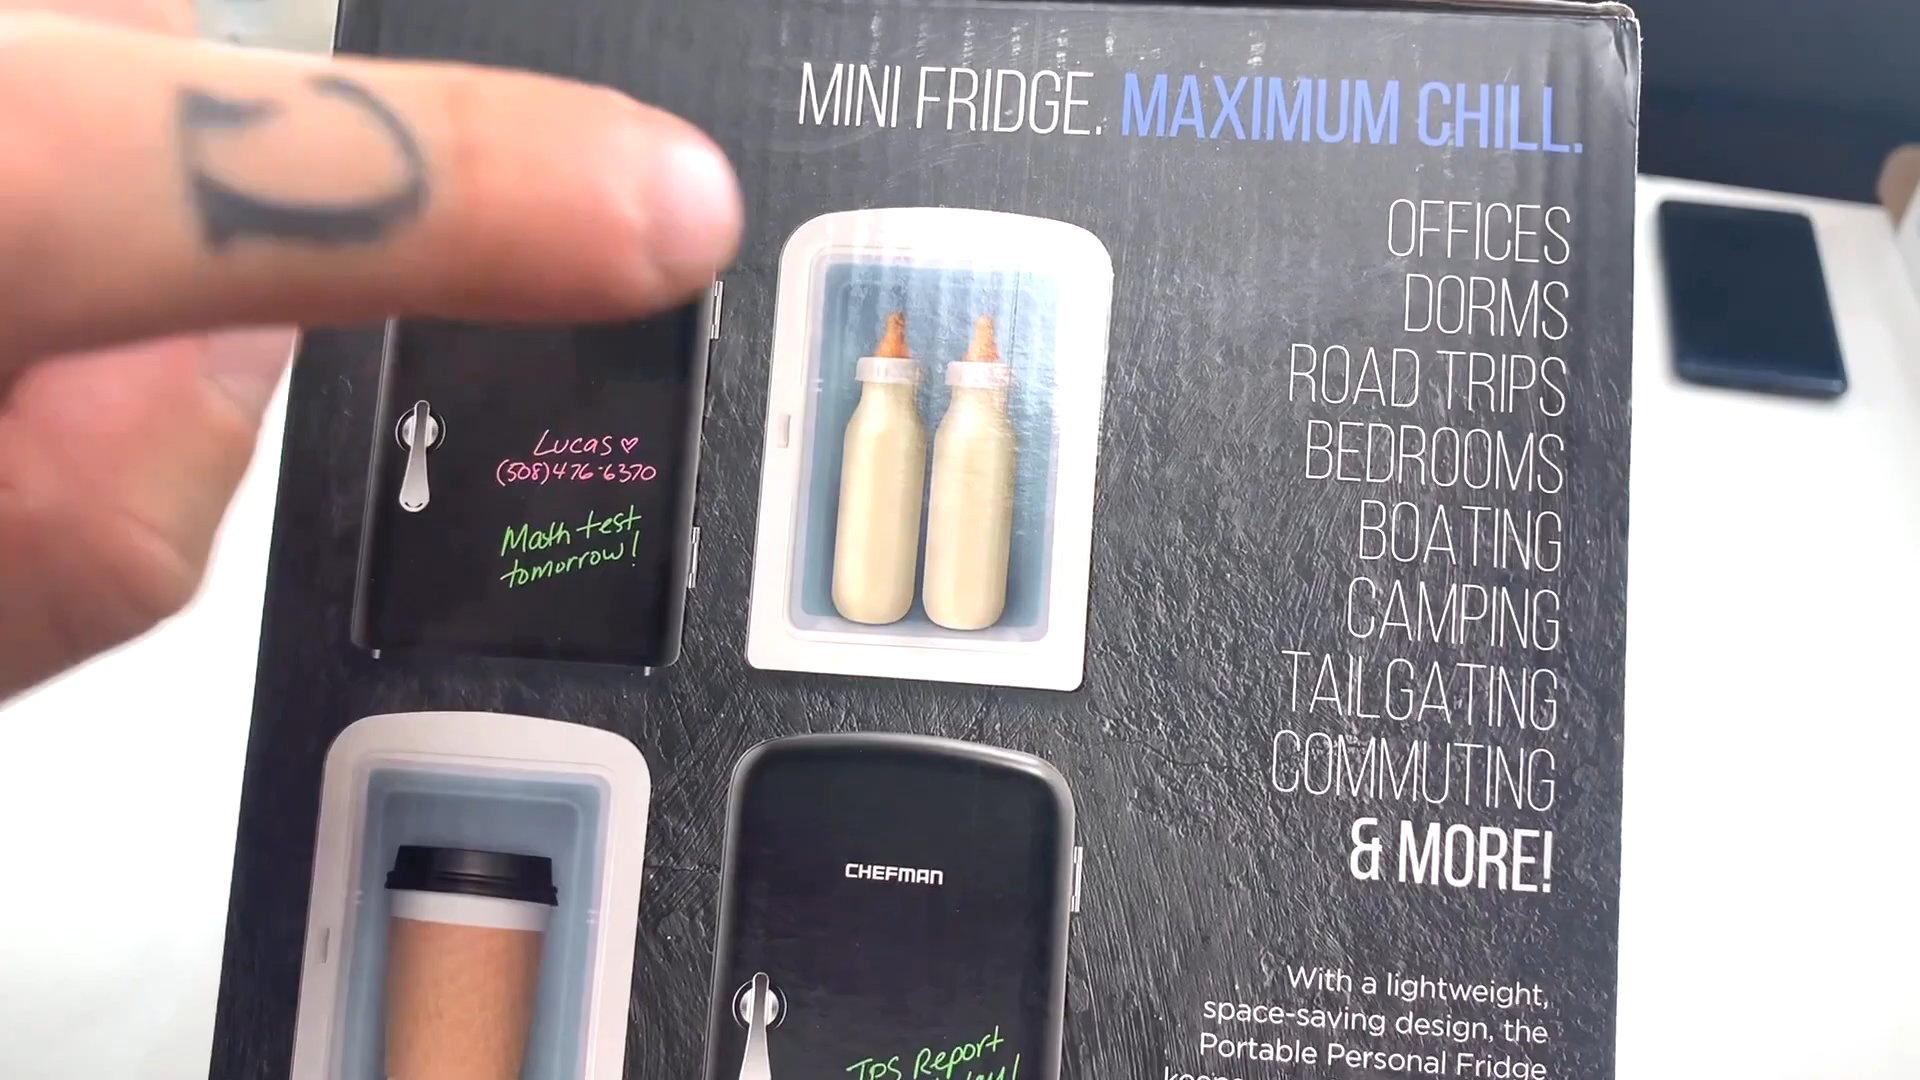 MINI FRIDGE. MAXIMUM CHILL.
OFFICES
DORMS
ROAD TRIPS
BEDROOMS
BOATING
CAMPING
TAILGATING
COMMUTING
& MORE!
Lucas♡
(508)476-6370
Math test
tomorrow!
CHEFMAN
TPS Report
With a lightweight,
space-saving design, the
Portable Personal Fridge